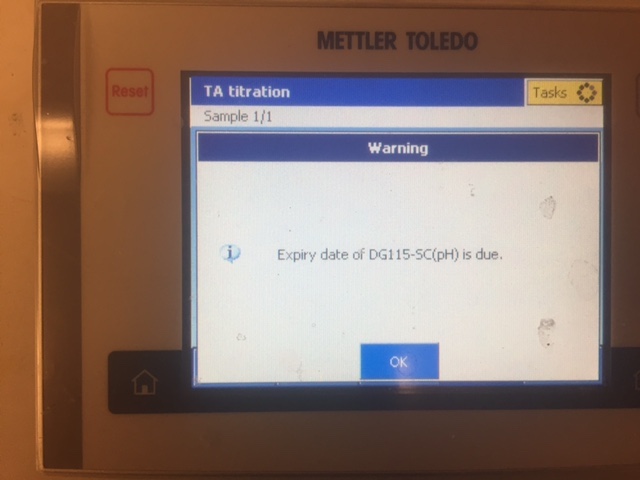 METTLER TOLEDO
Reset
TA titration
Tasks
Sample 1/1
Warning
i
Expiry date of DG115-SC(pH) is due.
OK